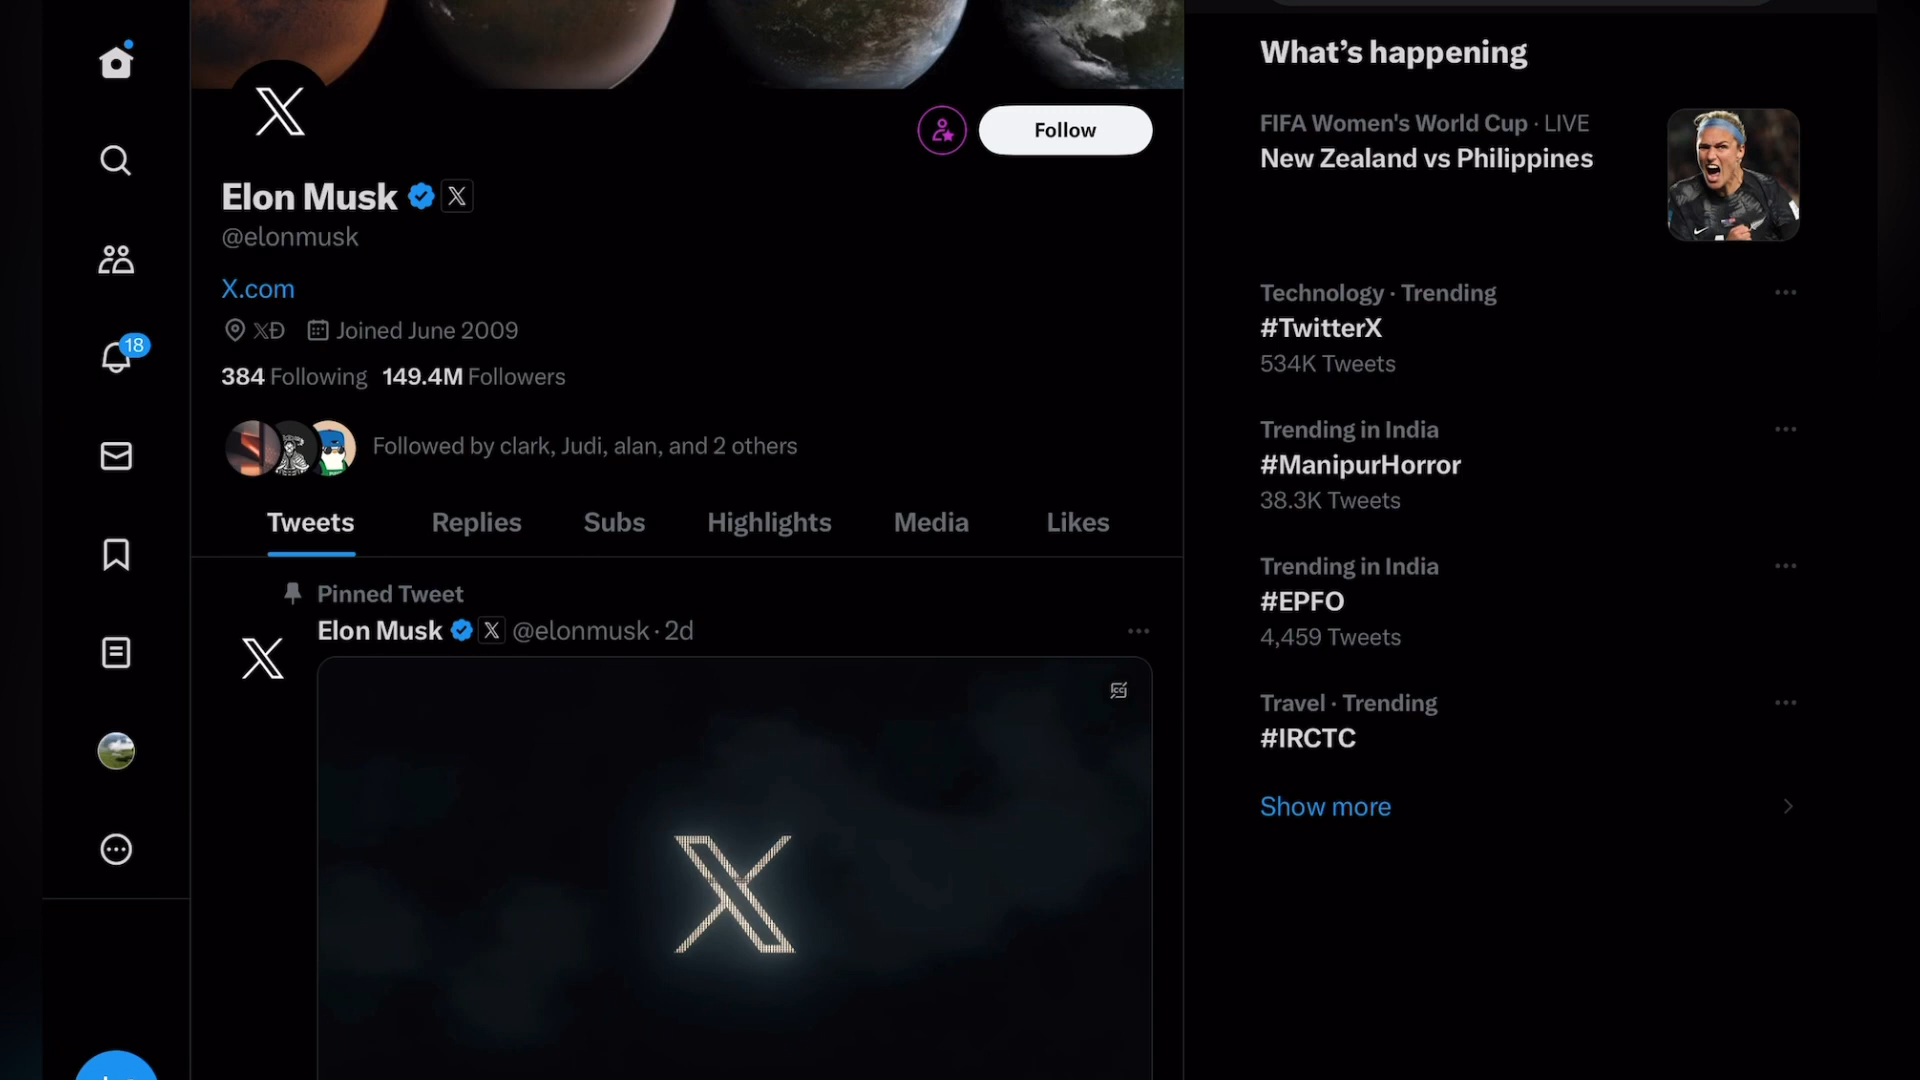 18
Follow
Elon Musk
@elonmusk
X.com
𝕏Ð Joined June 2009
384 Following 149.4M Followers
Followed by clark, Judi, alan, and 2 others
Tweets Replies Subs Highlights Media Likes
Pinned Tweet
Elon Musk @elonmusk · 2d
What’s happening
FIFA Women's World Cup · LIVE
New Zealand vs Philippines
Technology · Trending
#TwitterX
534K Tweets
Trending in India
#ManipurHorror
38.3K Tweets
Trending in India
#EPFO
4,459 Tweets
Travel · Trending
#IRCTC
Show more